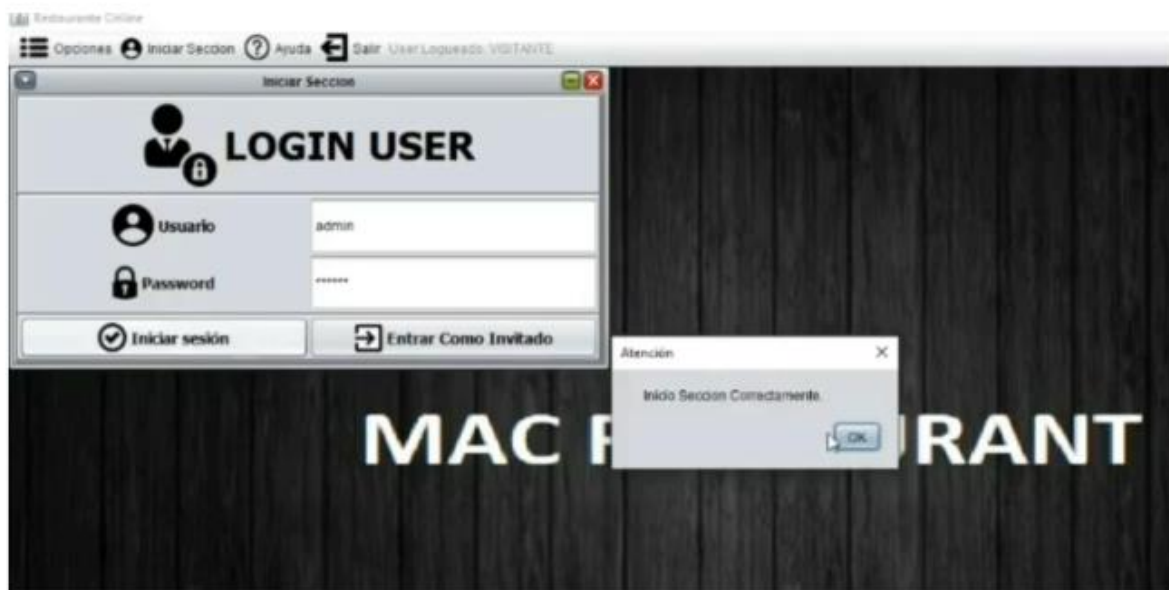 Restaurante Online
Opciones Iniciar Seccion Ayuda Salir User Logueado: VISITANTE
Iniciar Seccion
LOGIN USER
Usuario admin
Password ••••••
Iniciar sesión Entrar Como Invitado
Atención
Inicio Seccion Correctamente.
OK
MAC R URANT